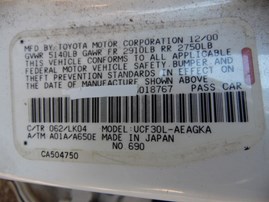 MFD BY: TOYOTA MOTOR CORPORATION 12/00
GVWR 5140LB GAWR FR 2910LB RR 2750LB
THIS VEHICLE CONFORMS TO ALL APPLICABLE
FEDERAL MOTOR VEHICLE SAFETY, BUMPER, AND
THEFT PREVENTION STANDARDS IN EFFECT ON
THE DATE OF MANUFACTURE SHOWN ABOVE.
0018767 PASS CAR
C/TR 062/LK04 MODEL: UCF30L-AEAGKA
A/TM A01A/A650E MADE IN JAPAN
CA504750 NO 690